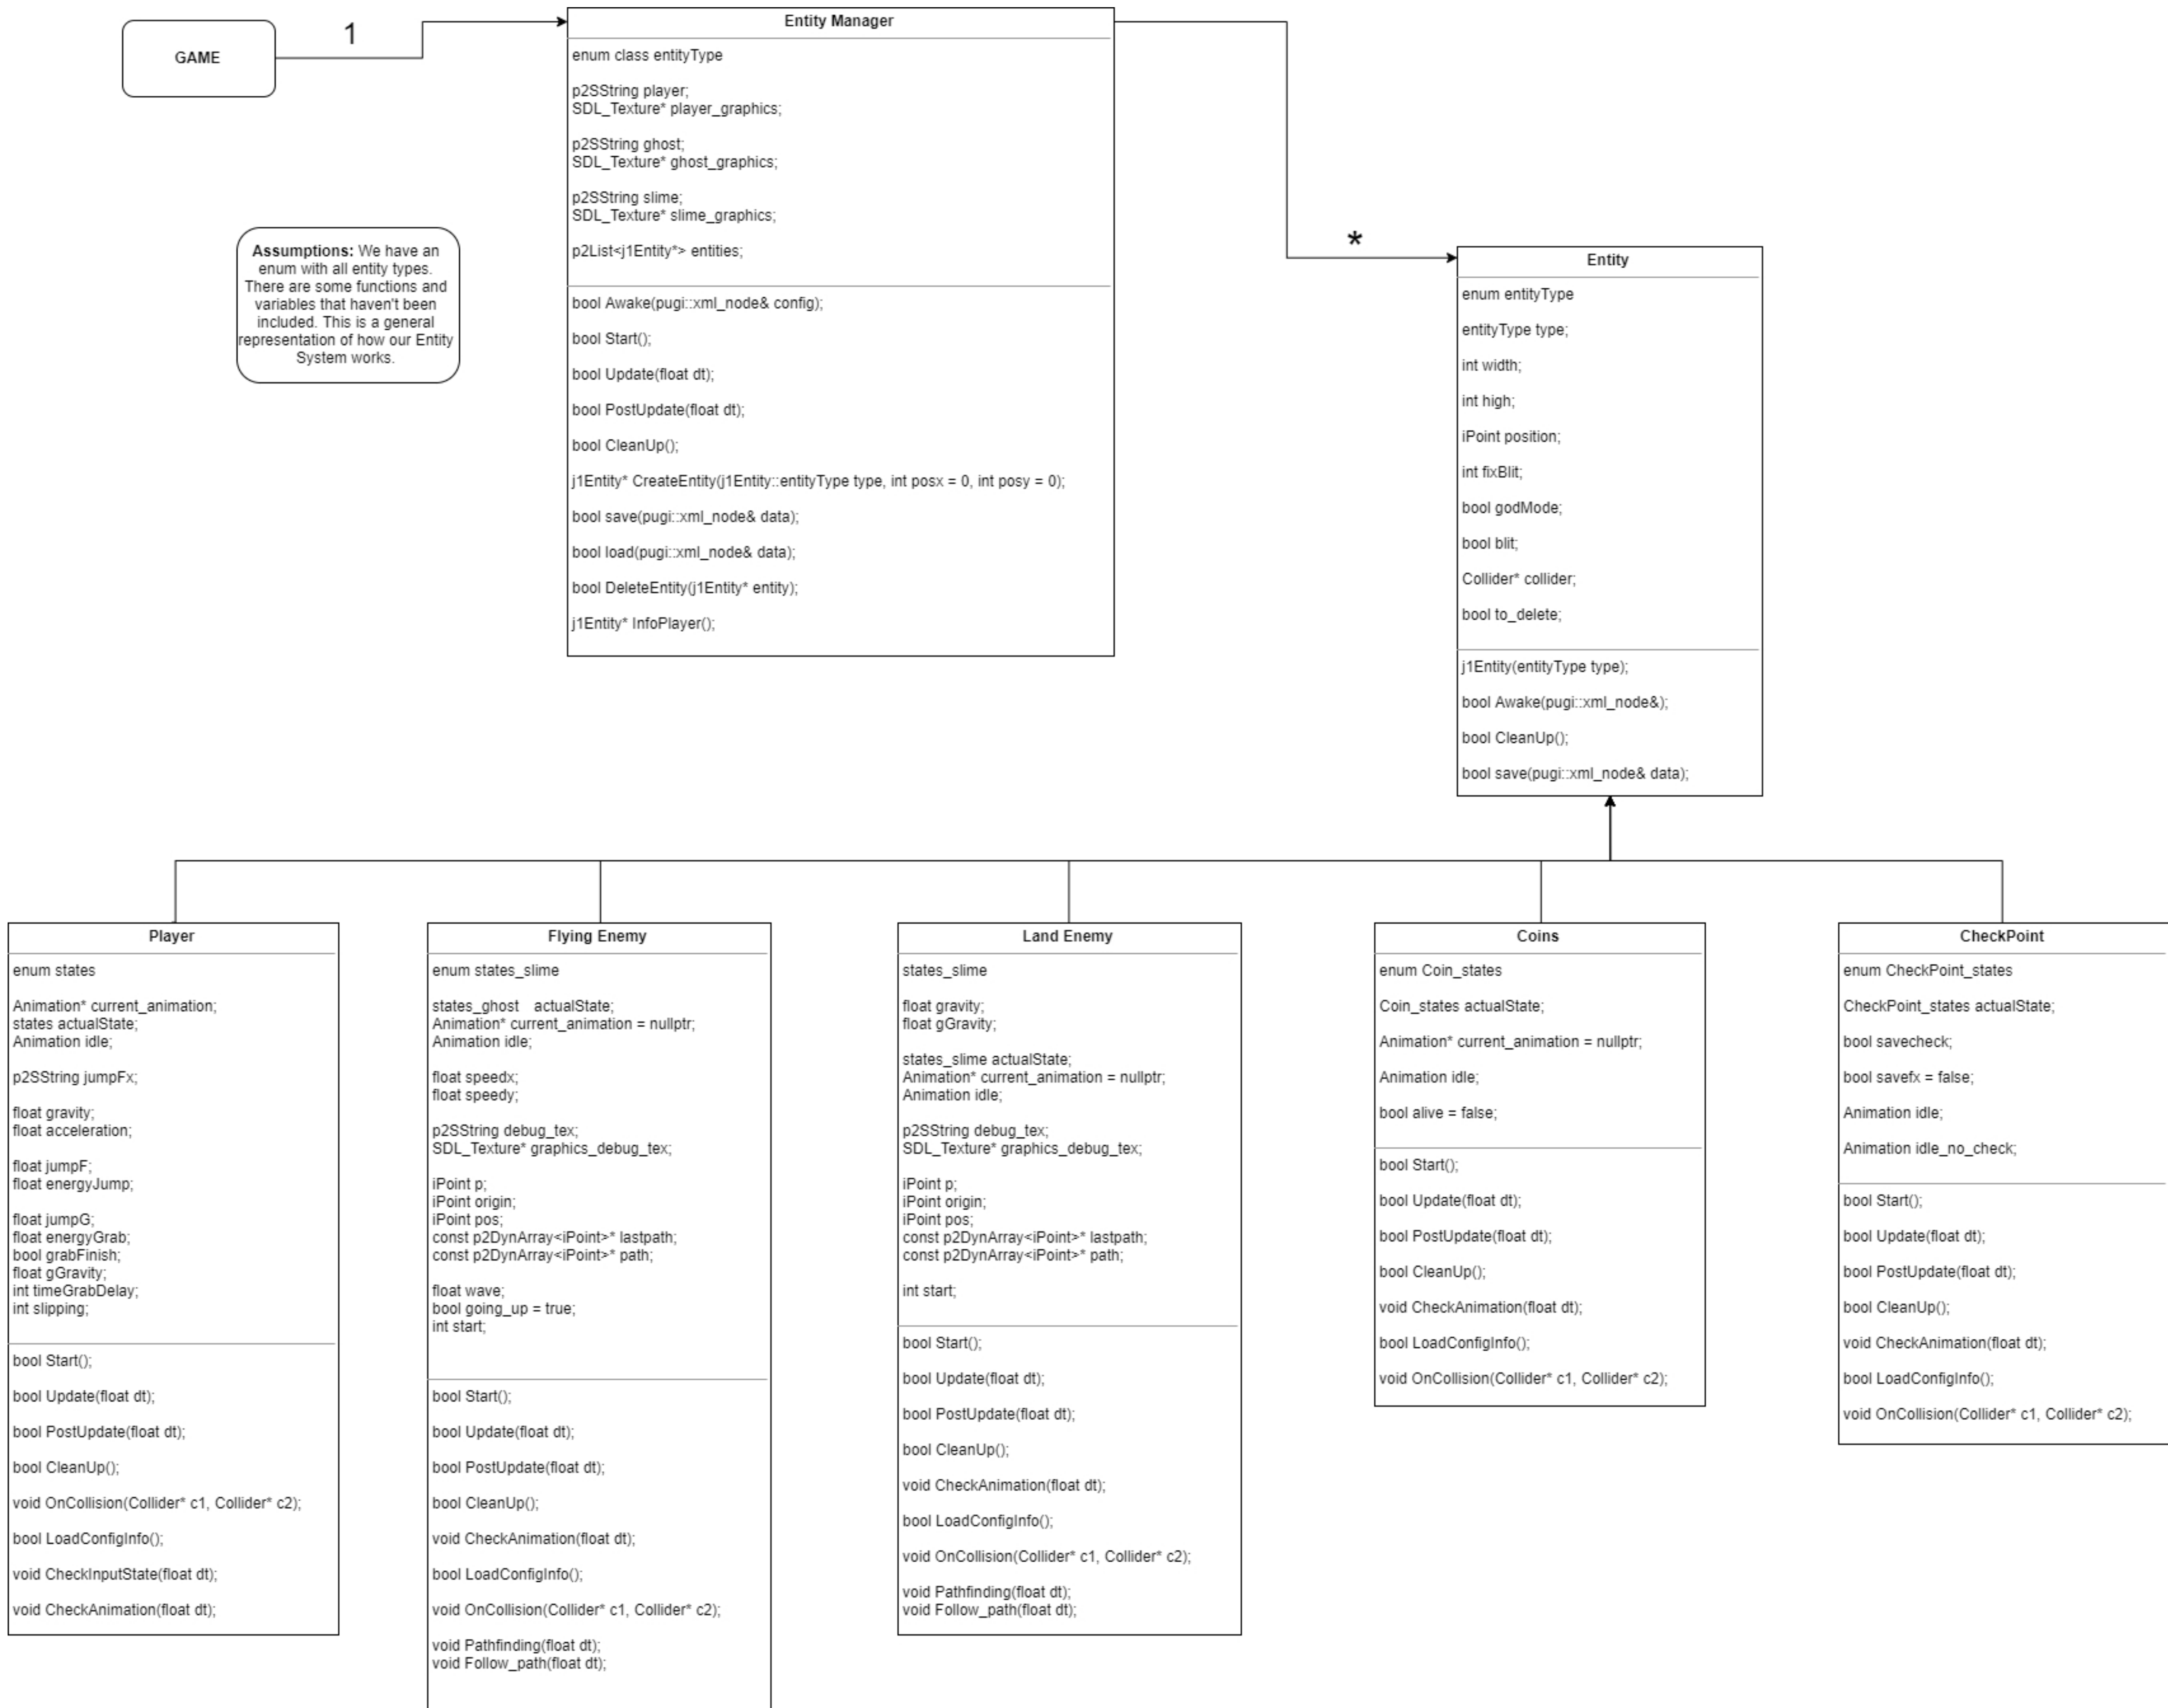 GAME
1
Entity Manager
enum class entityType
p2SString player;
SDL_Texture* player_graphics;
p2SString ghost;
SDL_Texture* ghost_graphics;
p2SString slime;
SDL_Texture* slime_graphics;
p2List<j1Entity*> entities;
bool Awake(pugi::xml_node& config);
bool Start();
bool Update(float dt);
bool PostUpdate(float dt);
bool CleanUp();
j1Entity* CreateEntity(j1Entity::entityType type, int posx = 0, int posy = 0);
bool save(pugi::xml_node& data);
bool load(pugi::xml_node& data);
bool DeleteEntity(j1Entity* entity);
j1Entity* InfoPlayer();
Assumptions: We have an
enum with all entity types.
There are some functions and
variables that haven't been
included. This is a general
representation of how our Entity
System works.
*
Entity
enum entityType
entityType type;
int width;
int high;
iPoint position;
int fixBlit;
bool godMode;
bool blit;
Collider* collider;
bool to_delete;
j1Entity(entityType type);
bool Awake(pugi::xml_node&);
bool CleanUp();
bool save(pugi::xml_node& data);
Player
enum states
Animation* current_animation;
states actualState;
Animation idle;
p2SString jumpFx;
float gravity;
float acceleration;
float jumpF;
float energyJump;
float jumpG;
float energyGrab;
bool grabFinish;
float gGravity;
int timeGrabDelay;
int slipping;
bool Start();
bool Update(float dt);
bool PostUpdate(float dt);
bool CleanUp();
void OnCollision(Collider* c1, Collider* c2);
bool LoadConfigInfo();
void CheckInputState(float dt);
void CheckAnimation(float dt);
Flying Enemy
enum states_slime
states_ghost actualState;
Animation* current_animation = nullptr;
Animation idle;
float speedx;
float speedy;
p2SString debug_tex;
SDL_Texture* graphics_debug_tex;
iPoint p;
iPoint origin;
iPoint pos;
const p2DynArray<iPoint>* lastpath;
const p2DynArray<iPoint>* path;
float wave;
bool going_up = true;
int start;
bool Start();
bool Update(float dt);
bool PostUpdate(float dt);
bool CleanUp();
void CheckAnimation(float dt);
bool LoadConfigInfo();
void OnCollision(Collider* c1, Collider* c2);
void Pathfinding(float dt);
void Follow_path(float dt);
Land Enemy
states_slime
float gravity;
float gGravity;
states_slime actualState;
Animation* current_animation = nullptr;
Animation idle;
p2SString debug_tex;
SDL_Texture* graphics_debug_tex;
iPoint p;
iPoint origin;
iPoint pos;
const p2DynArray<iPoint>* lastpath;
const p2DynArray<iPoint>* path;
int start;
bool Start();
bool Update(float dt);
bool PostUpdate(float dt);
bool CleanUp();
void CheckAnimation(float dt);
bool LoadConfigInfo();
void OnCollision(Collider* c1, Collider* c2);
void Pathfinding(float dt);
void Follow_path(float dt);
Coins
enum Coin_states
Coin_states actualState;
Animation* current_animation = nullptr;
Animation idle;
bool alive = false;
bool Start();
bool Update(float dt);
bool PostUpdate(float dt);
bool CleanUp();
void CheckAnimation(float dt);
bool LoadConfigInfo();
void OnCollision(Collider* c1, Collider* c2);
CheckPoint
enum CheckPoint_states
CheckPoint_states actualState;
bool savecheck;
bool savefx = false;
Animation idle;
Animation idle_no_check;
bool Start();
bool Update(float dt);
bool PostUpdate(float dt);
bool CleanUp();
void CheckAnimation(float dt);
bool LoadConfigInfo();
void OnCollision(Collider* c1, Collider* c2);